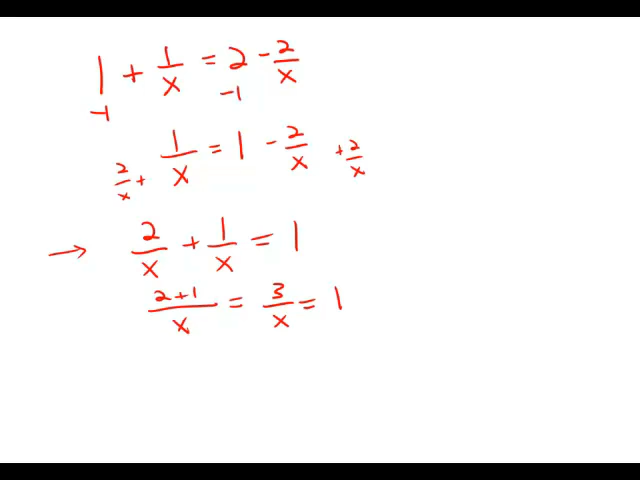 1 + 1/x = 2 - 2/x
-1 -1
2/x + 1/x = 1 - 2/x + 2/x
→ 2/x + 1/x = 1
(2+1)/x = 3/x = 1